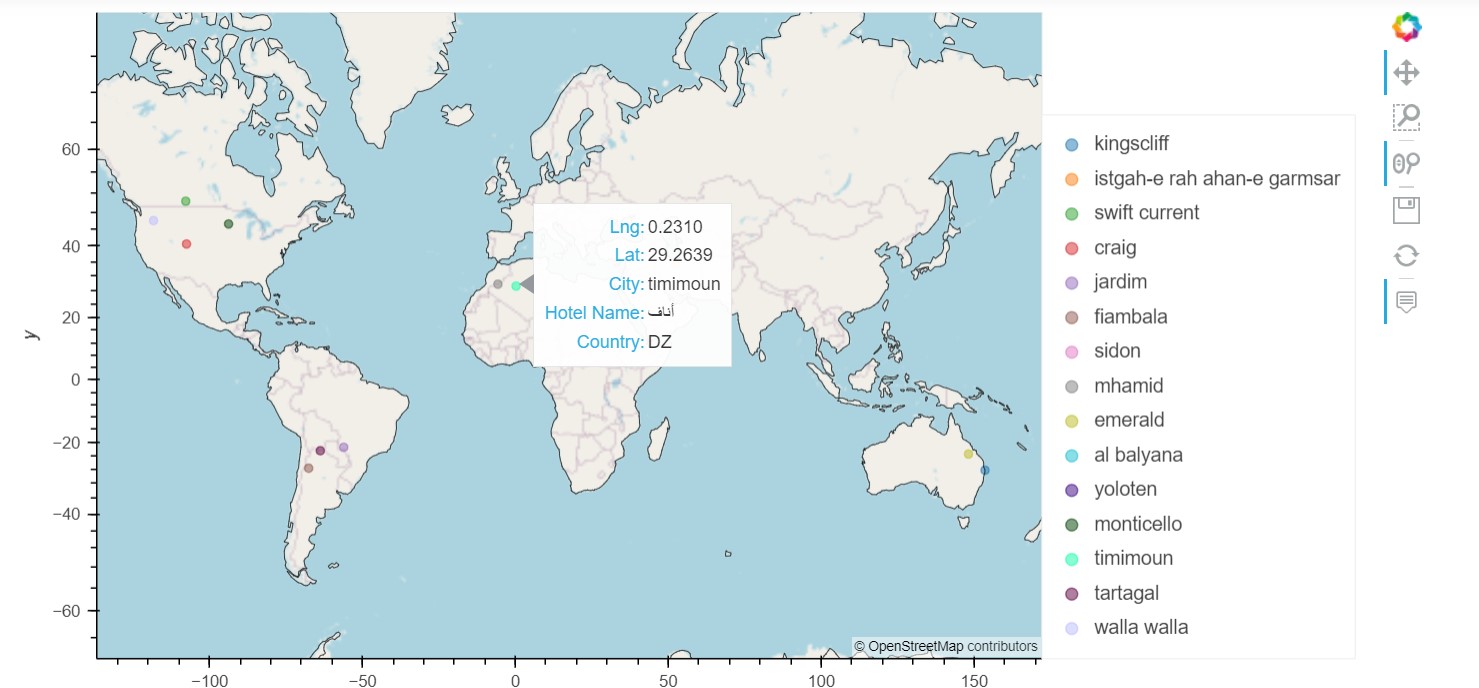 60
40
20
0
−20
−40
−60
y
−100
−50
0
50
100
150
Lng: 0.2310
Lat: 29.2639
City: timimoun
Hotel Name: أناف
Country: DZ
© OpenStreetMap contributors
kingscliff
istgah-e rah ahan-e garmsar
swift current
craig
jardim
fiambala
sidon
mhamid
emerald
al balyana
yoloten
monticello
timimoun
tartagal
walla walla